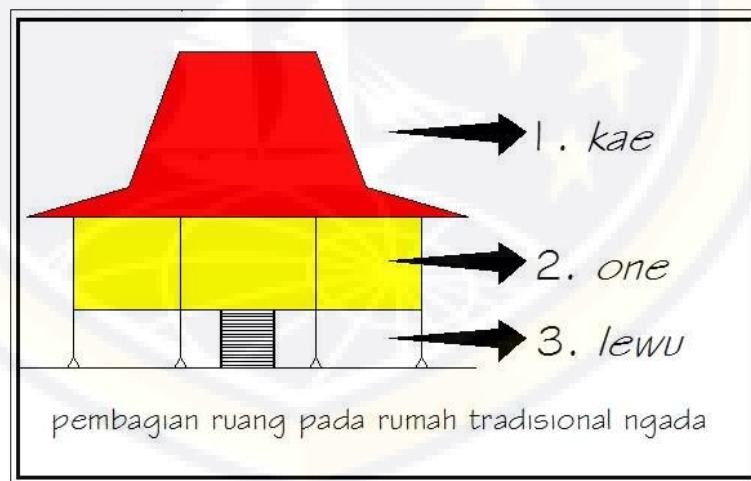 1. kae
2. one
3. lewu
pembagian ruang pada rumah tradisional ngada